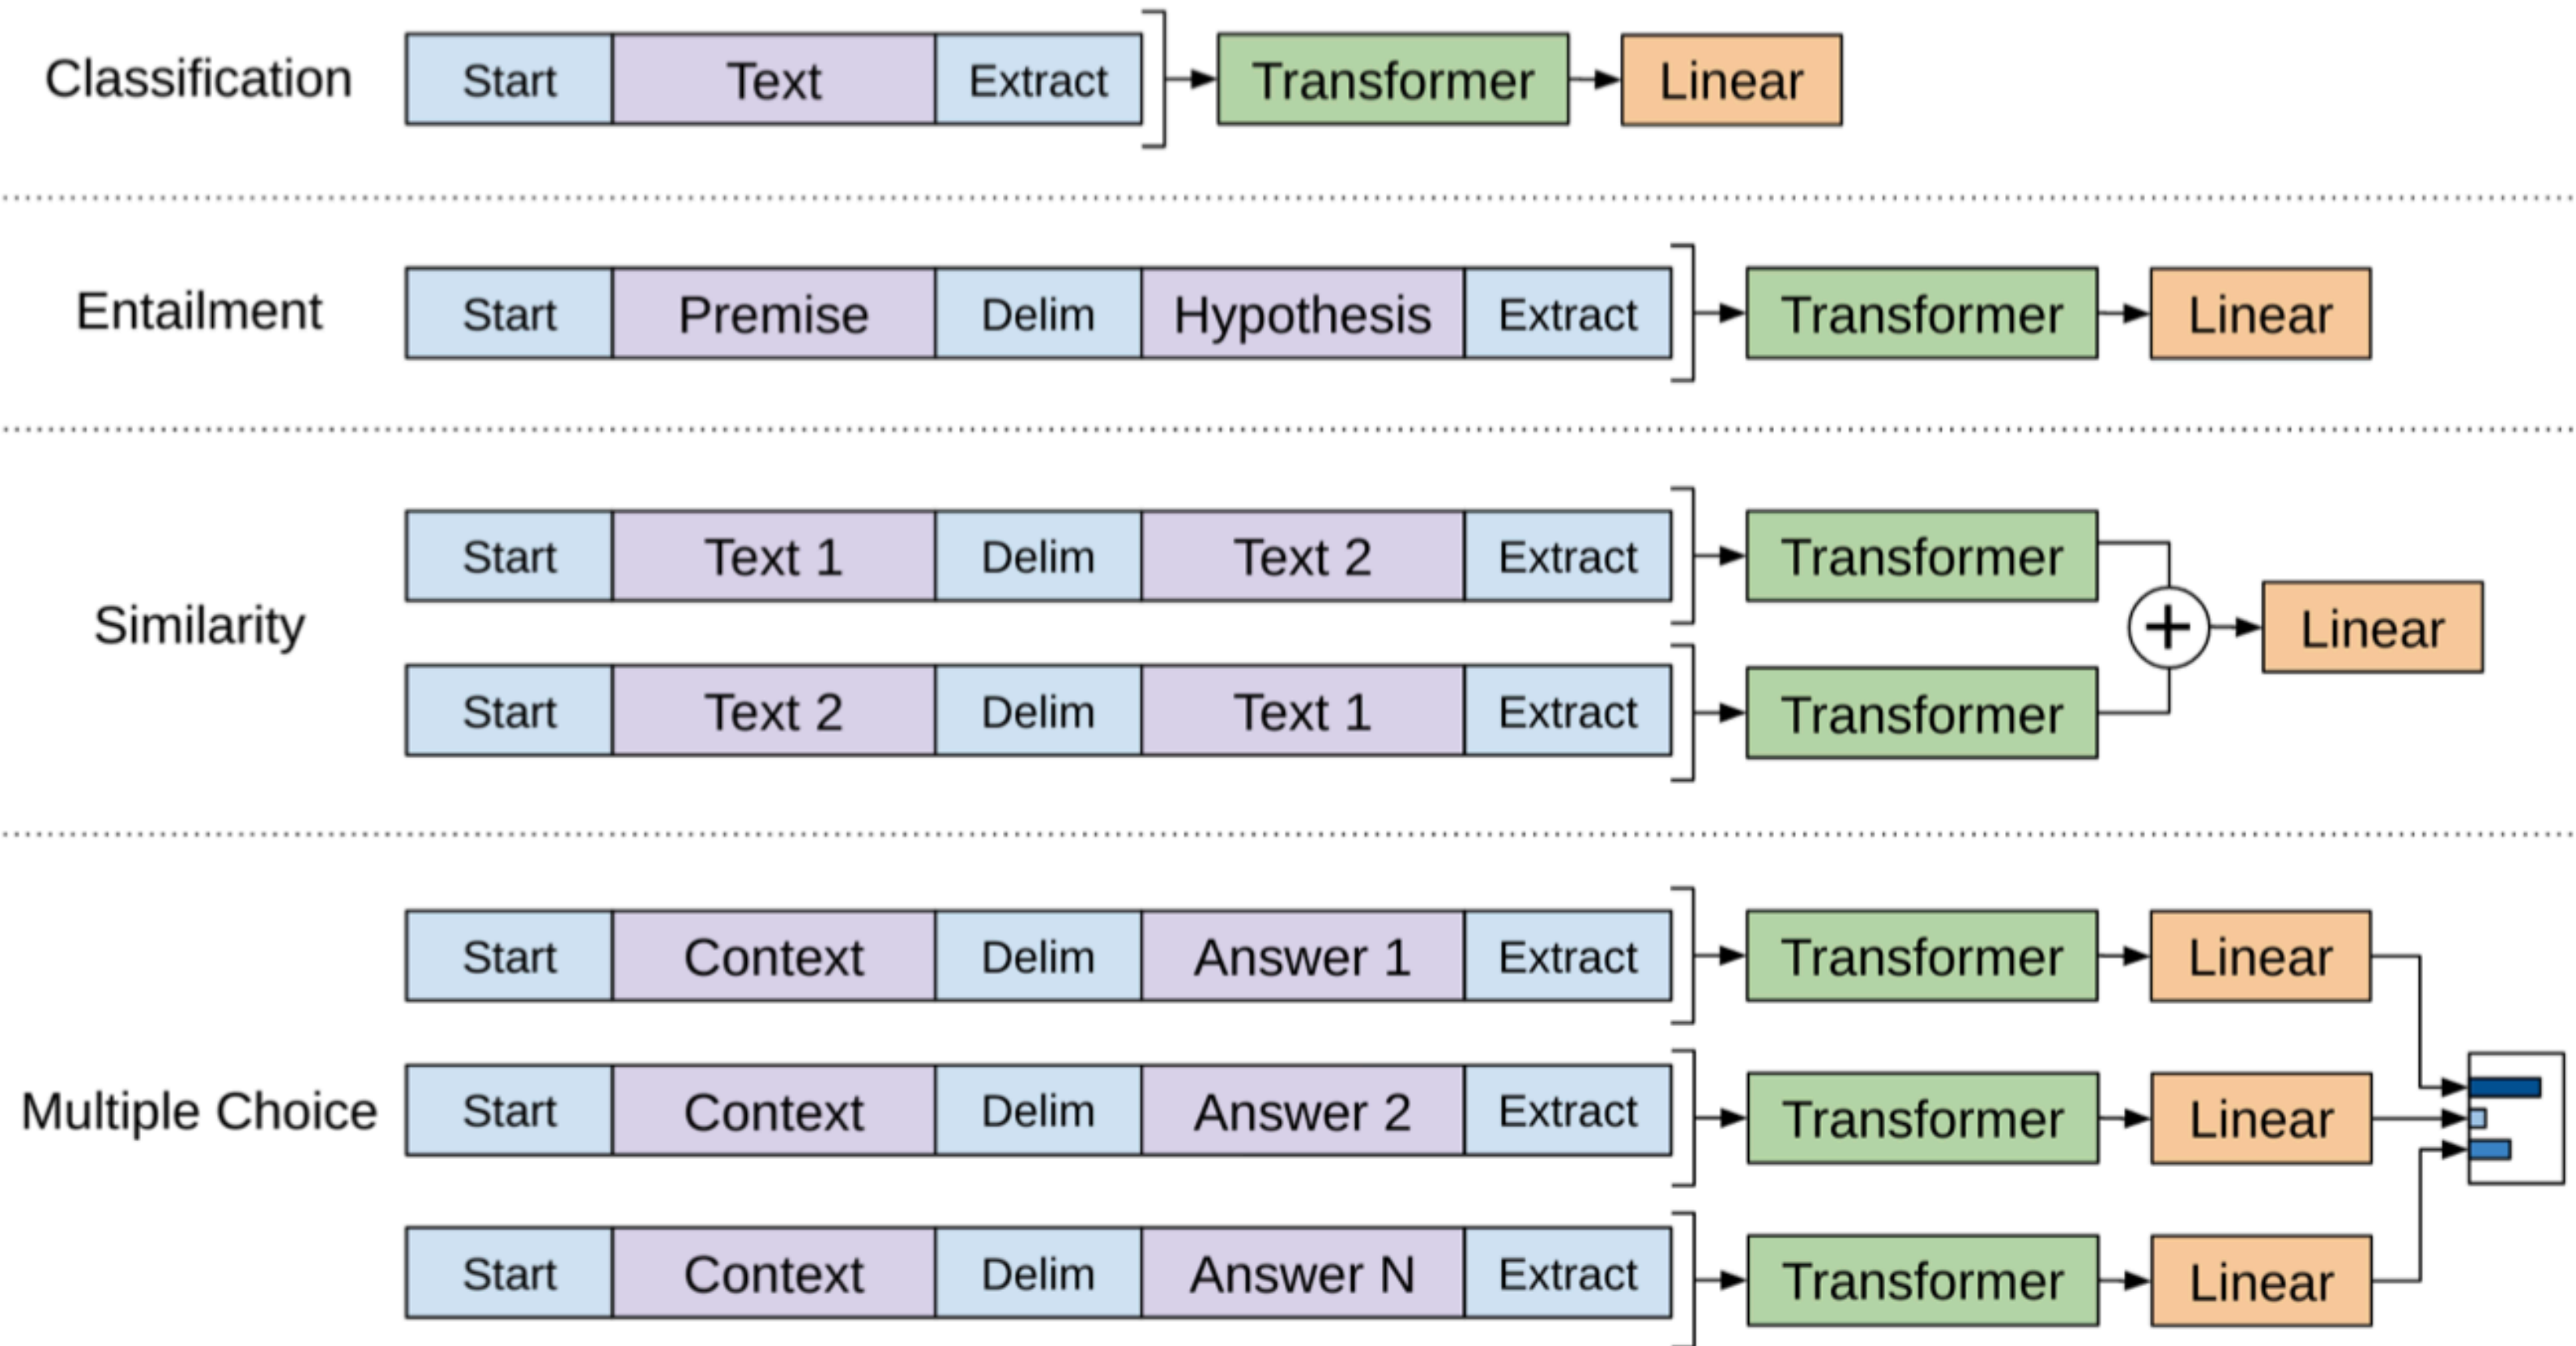 Classification Start Text Extract Transformer Linear
Entailment Start Premise Delim Hypothesis Extract Transformer Linear
Similarity
Start Text 1 Delim Text 2 Extract Transformer
+ Linear
Start Text 2 Delim Text 1 Extract Transformer
Multiple Choice
Start Context Delim Answer 1 Extract Transformer Linear
Start Context Delim Answer 2 Extract Transformer Linear
Start Context Delim Answer N Extract Transformer Linear